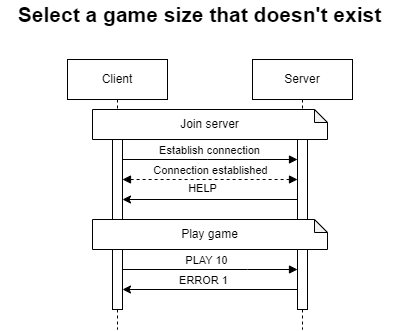 Select a game size that doesn't exist
Client
Server
Join server
Establish connection
Connection established
HELP
Play game
PLAY 10
ERROR 1